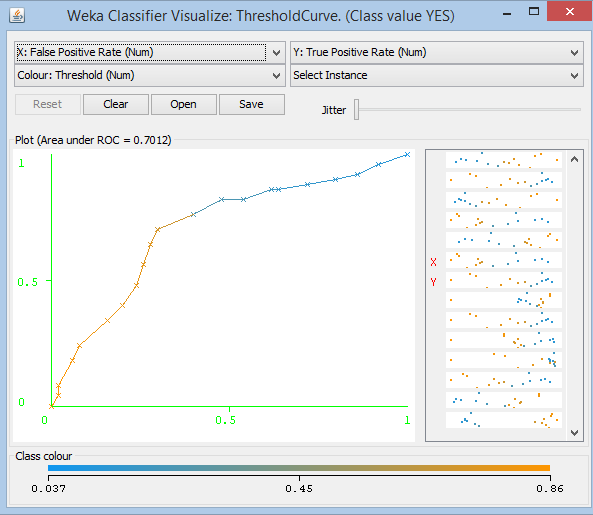 Weka Classifier Visualize: ThresholdCurve. (Class value YES)
X: False Positive Rate (Num) Y: True Positive Rate (Num)
Colour: Threshold (Num) Select Instance
Reset Clear Open Save Jitter
Plot (Area under ROC = 0.7012)
1
X
Y
0.5
0
0 0.5 1
Class colour
0.037 0.45 0.86